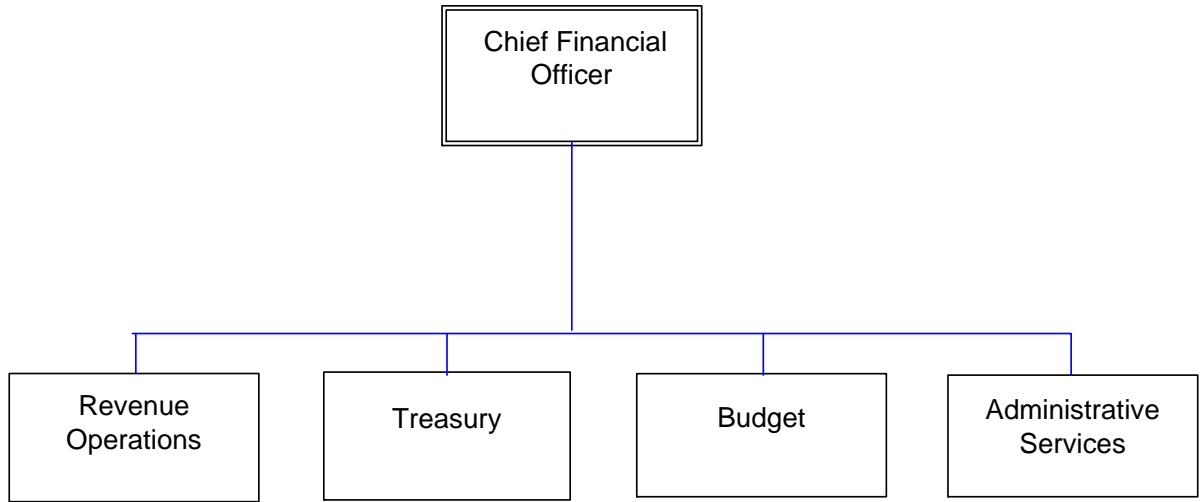 Chief Financial
Officer
Revenue
Operations
Treasury
Budget
Administrative
Services